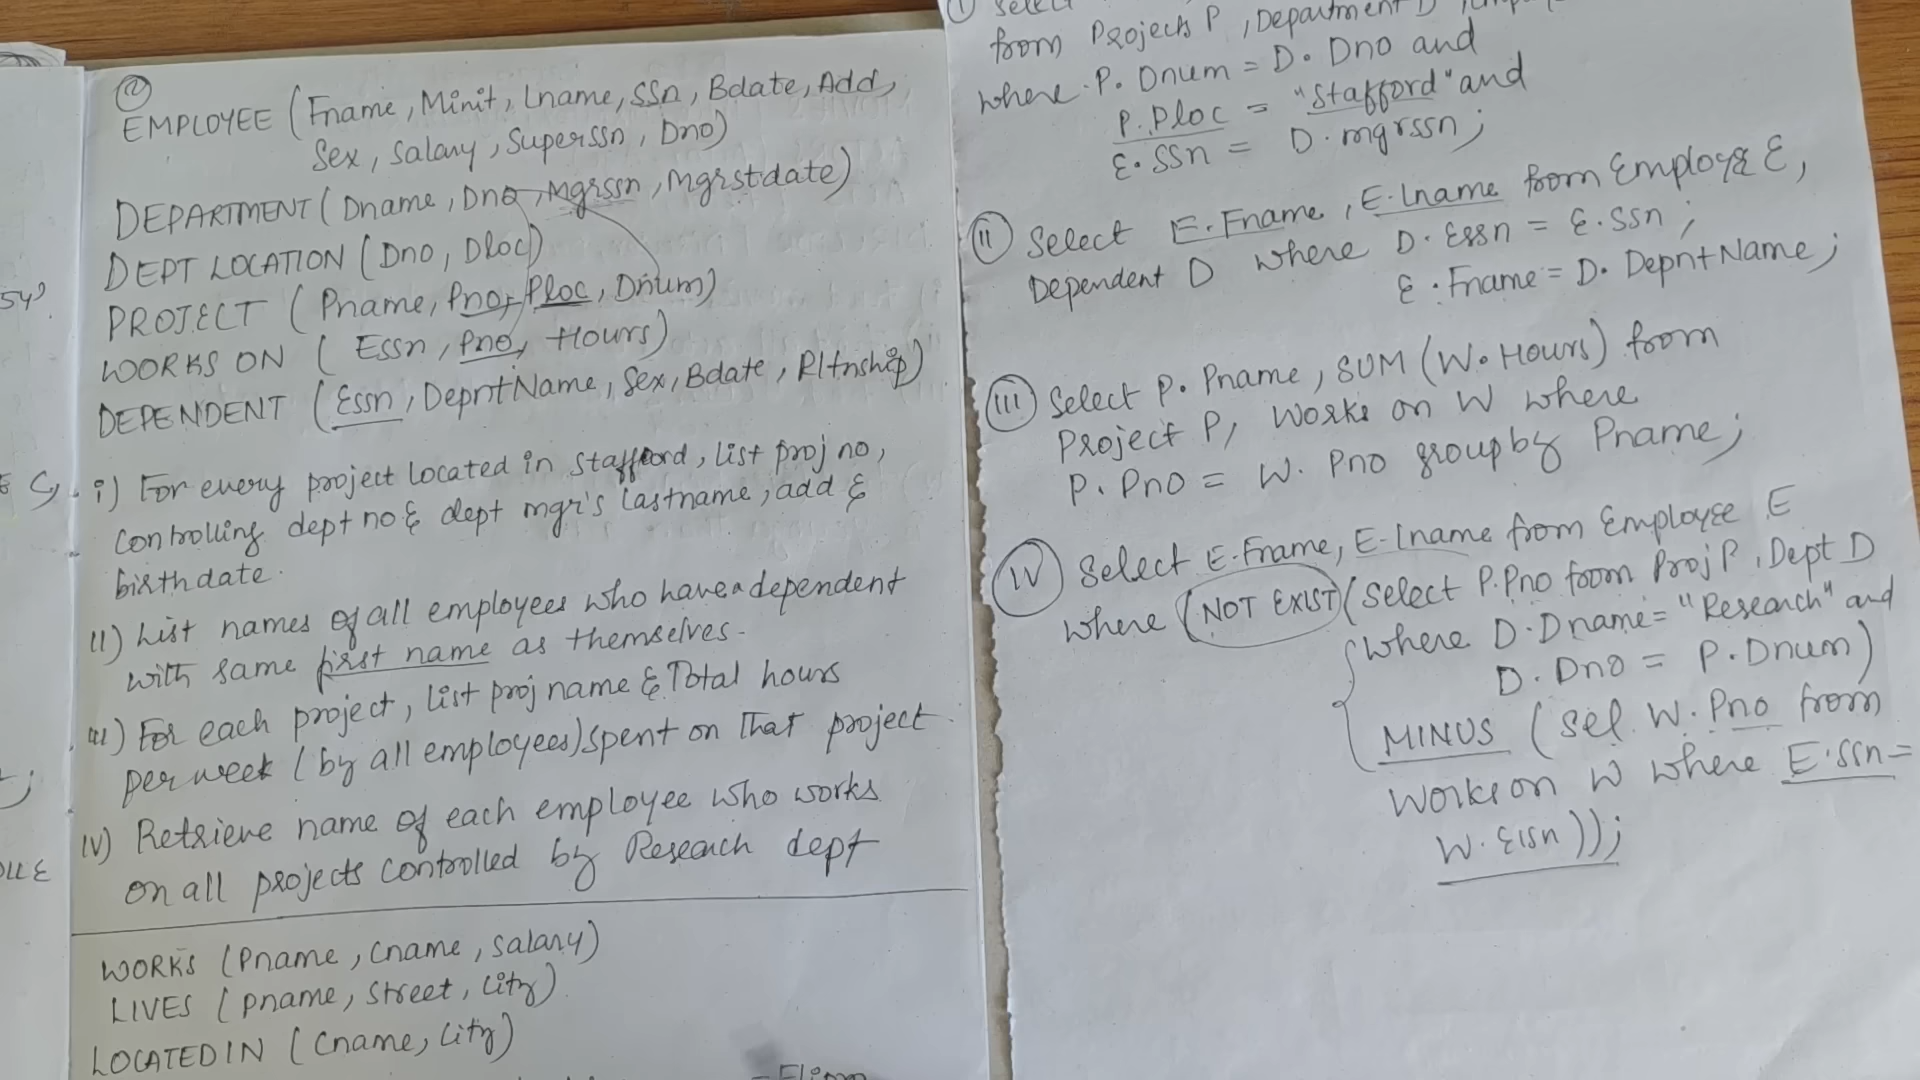 ②
EMPLOYEE (Fname, Minit, Lname, SSn, Bdate, Add,
Sex, Salary, Superssn, Dno)
DEPARTMENT (Dname, Dno, Mgrssn, Mgrstdate)
DEPT LOCATION (Dno, Dloc)
PROJECT (Pname, Pno, Ploc, Dnum)
WORKS ON (Essn, Pno, Hours)
DEPENDENT (Essn, DepntName, Sex, Bdate, Rltnship)
i) For every project located in stafford, list proj no,
controlling dept no & dept mgr's lastname, add &
birthdate.
ii) List names of all employees who have a dependent
with same first name as themselves.
iii) For each project, list proj name & Total hours
per week (by all employees) spent on that project.
iv) Retrieve name of each employee who works
on all projects controlled by Research dept
WORKS (Pname, Cname, Salary)
LIVES (pname, street, city)
LOCATED IN (Cname, City)
① Select
from Projects P, Department D
where P. Dnum = D. Dno and
P. Ploc = "Stafford" and
E. SSn = D. mgrssn;
(ii) Select E. Fname, E. Lname from Employee E,
Dependent D where D. Essn = E. SSn;
E. Fname = D. DepntName;
(iii) Select P. Pname, SUM (W. Hours) from
Project P, Works on W where
P. Pno = W. Pno group by Pname;
(iv) Select E. Fname, E. lname from Employee E
where (NOT EXIST) (Select P. Pno from Proj P, Dept D
where D. Dname = "Research" and
D. Dno = P. Dnum)
MINUS (Sel. W. Pno from
Works on W where E. SSn =
W. Essn));